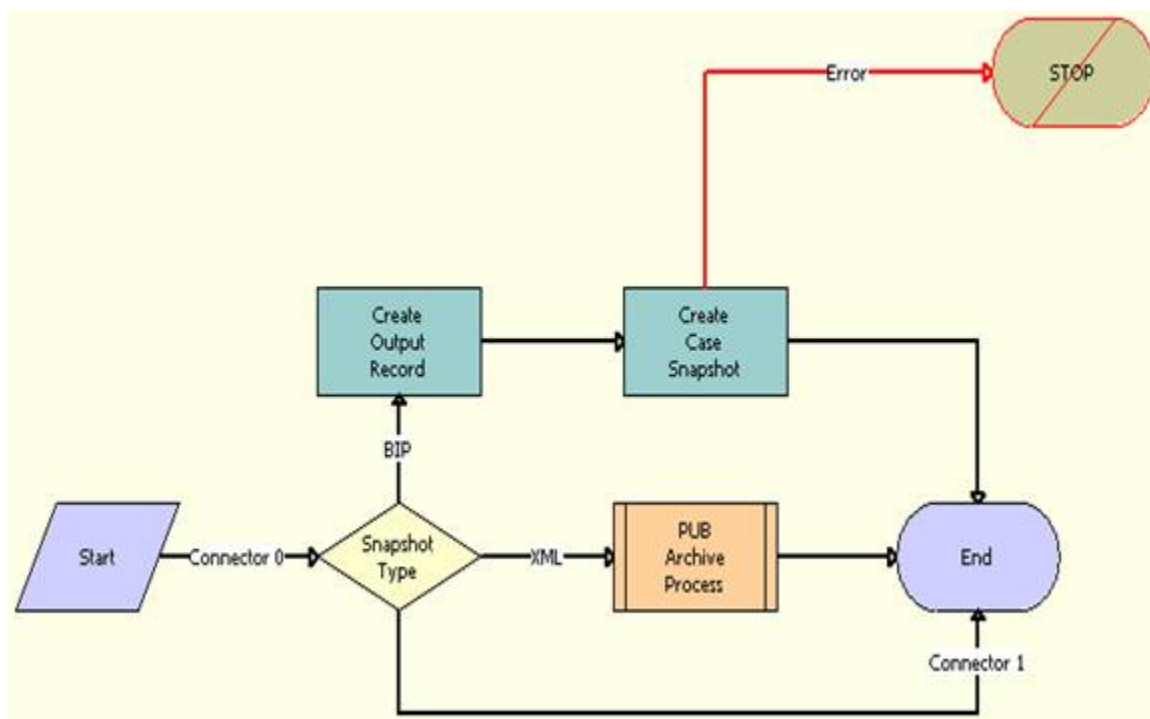 Error
STOP
Create
Output
Record
Create
Case
Snapshot
BIP
Start
Connector 0
Snapshot
Type
XML
PUB
Archive
Process
End
Connector 1